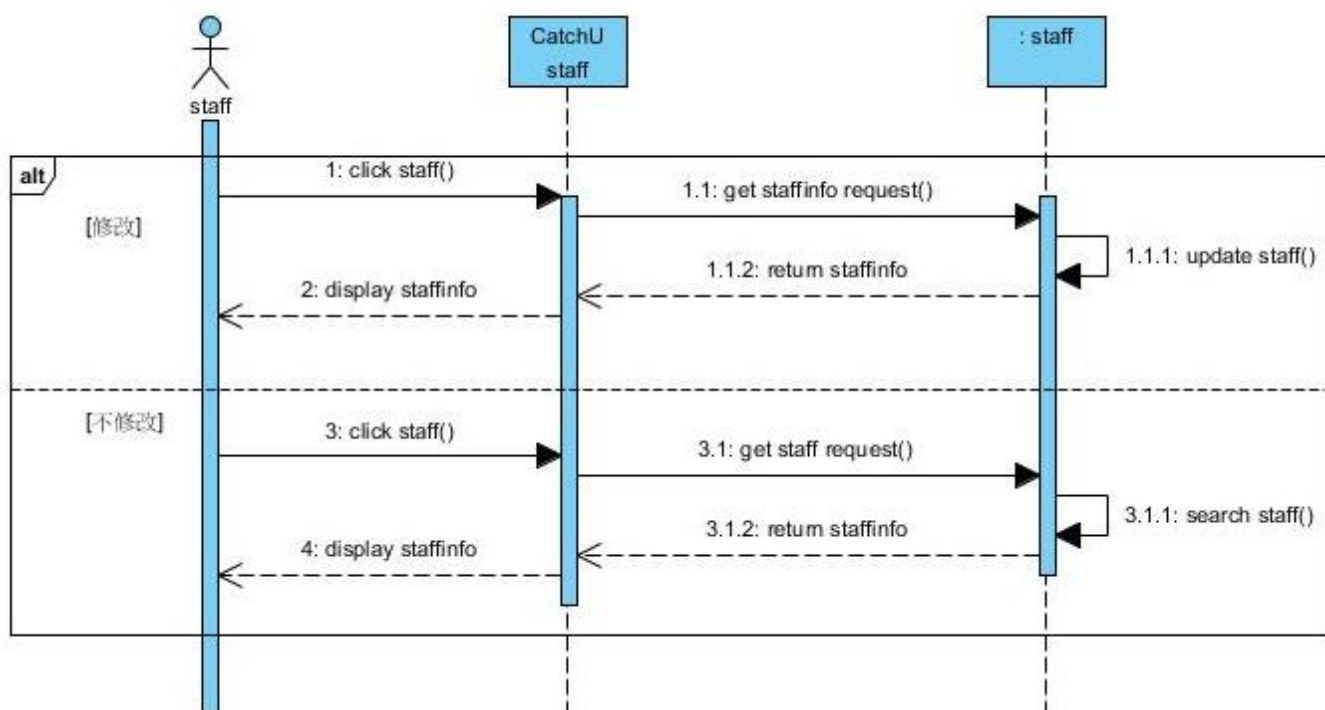 staff
CatchU
staff
: staff
alt
1: click staff()
1.1: get staffinfo request()
[修改]
1.1.1: update staff()
1.1.2: return staffinfo
2: display staffinfo
[不修改]
3: click staff()
3.1: get staff request()
3.1.1: search staff()
3.1.2: return staffinfo
4: display staffinfo